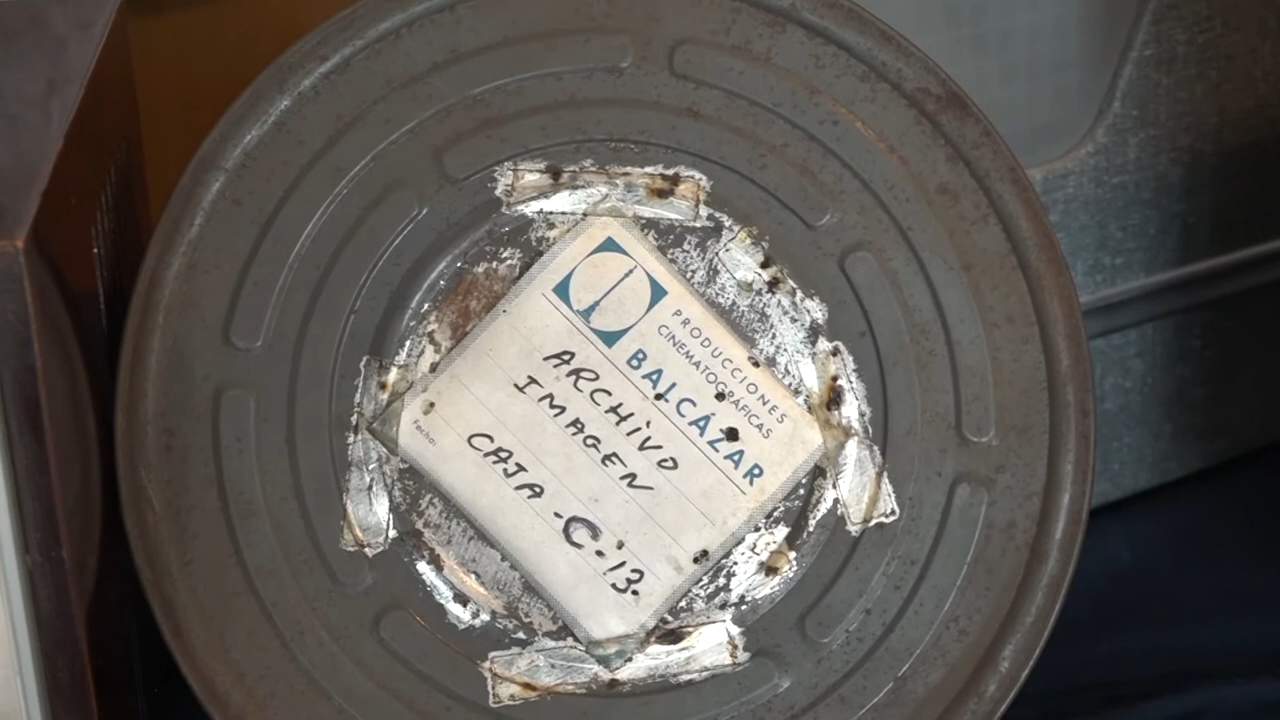 PRODUCCIONES
CINEMATOGRÁFICAS
BALCÁZAR
ARCHIVO
IMAGEN
CAJA-C-13.
Fecha: